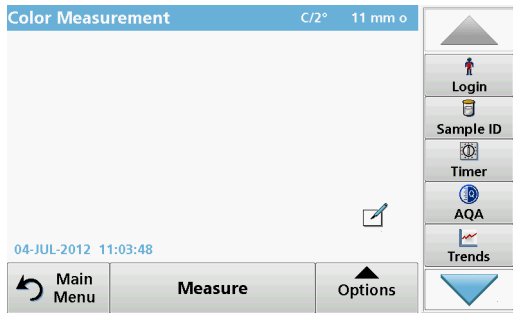 Color Measurement C/2° 11 mm o
Login
Sample ID
Timer
AQA
Trends
04-JUL-2012 11:03:48
Main
Menu
Measure
Options